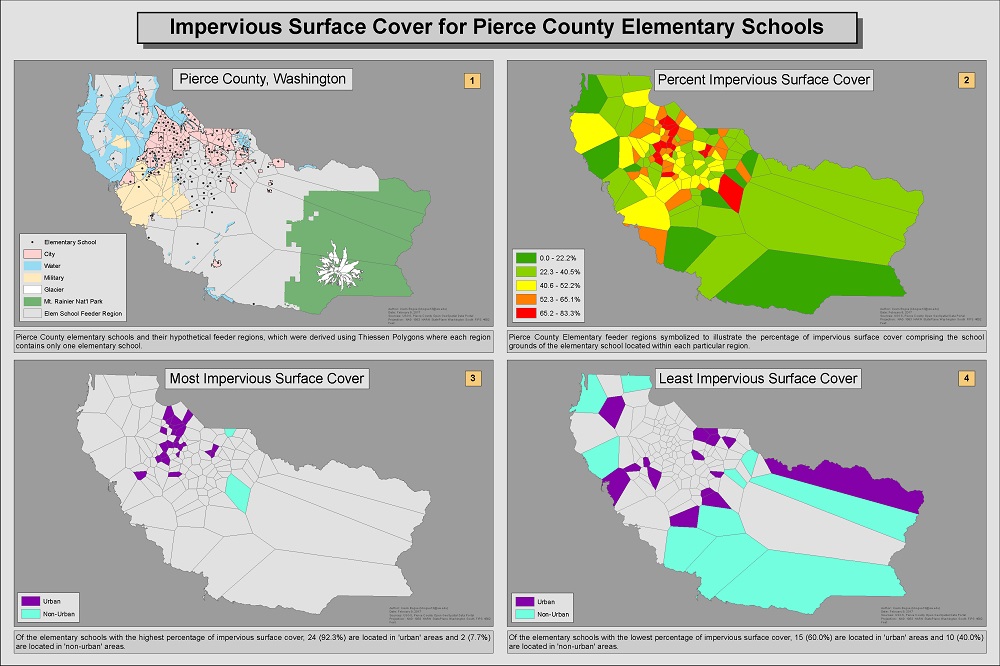 Impervious Surface Cover for Pierce County Elementary Schools
Pierce County, Washington
1
Elementary School
City
Water
Military
Glacier
Mt. Rainier Nat'l Park
Elem School Feeder Region
Pierce County elementary schools and their hypothetical feeder regions, which were derived using Thiessen Polygons where each region
contains only one elementary school.
Percent Impervious Surface Cover
2
0.0 - 22.2%
22.3 - 40.5%
40.6 - 52.2%
52.3 - 65.1%
65.2 - 83.3%
Pierce County Elementary feeder regions symbolized to illustrate the percentage of impervious surface cover comprising the school
grounds of the elementary school located within each particular region.
Most Impervious Surface Cover
3
Urban
Non-Urban
Of the elementary schools with the highest percentage of impervious surface cover, 24 (92.3%) are located in 'urban' areas and 2 (7.7%)
are located in 'non-urban' areas.
Least Impervious Surface Cover
4
Urban
Non-Urban
Of the elementary schools with the lowest percentage of impervious surface cover, 15 (60.0%) are located in 'urban' areas and 10 (40.0%)
are located in 'non-urban' areas.